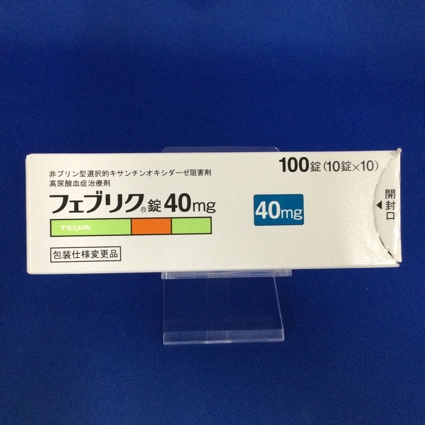 非プリン型選択的キサンチンオキシダーゼ阻害剤
高尿酸血症治療剤
フェブリク®錠40mg
TEIJIN
包装仕様変更品
100錠(10錠×10)
40mg
◀開封口